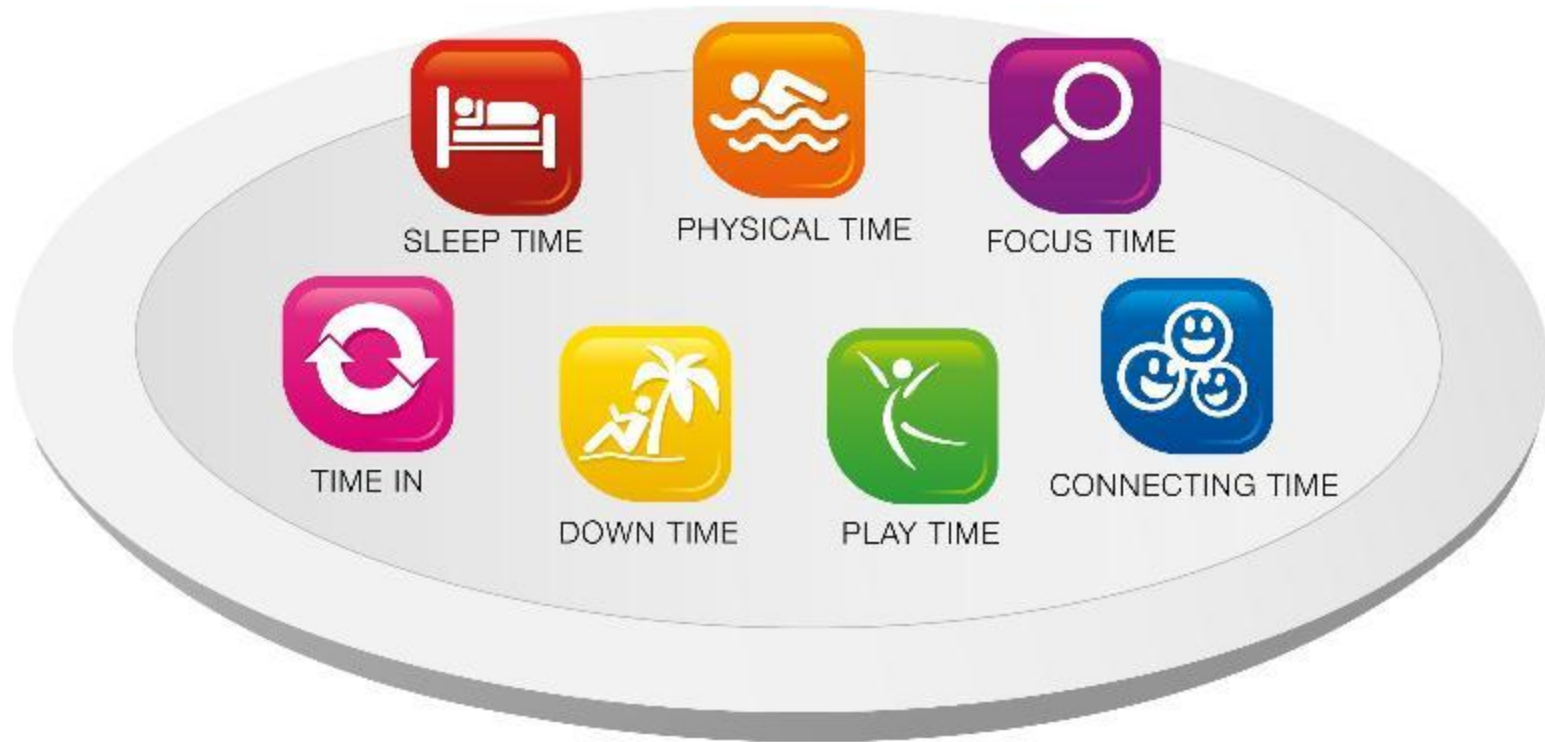 SLEEP TIME
PHYSICAL TIME
FOCUS TIME
TIME IN
DOWN TIME
PLAY TIME
CONNECTING TIME